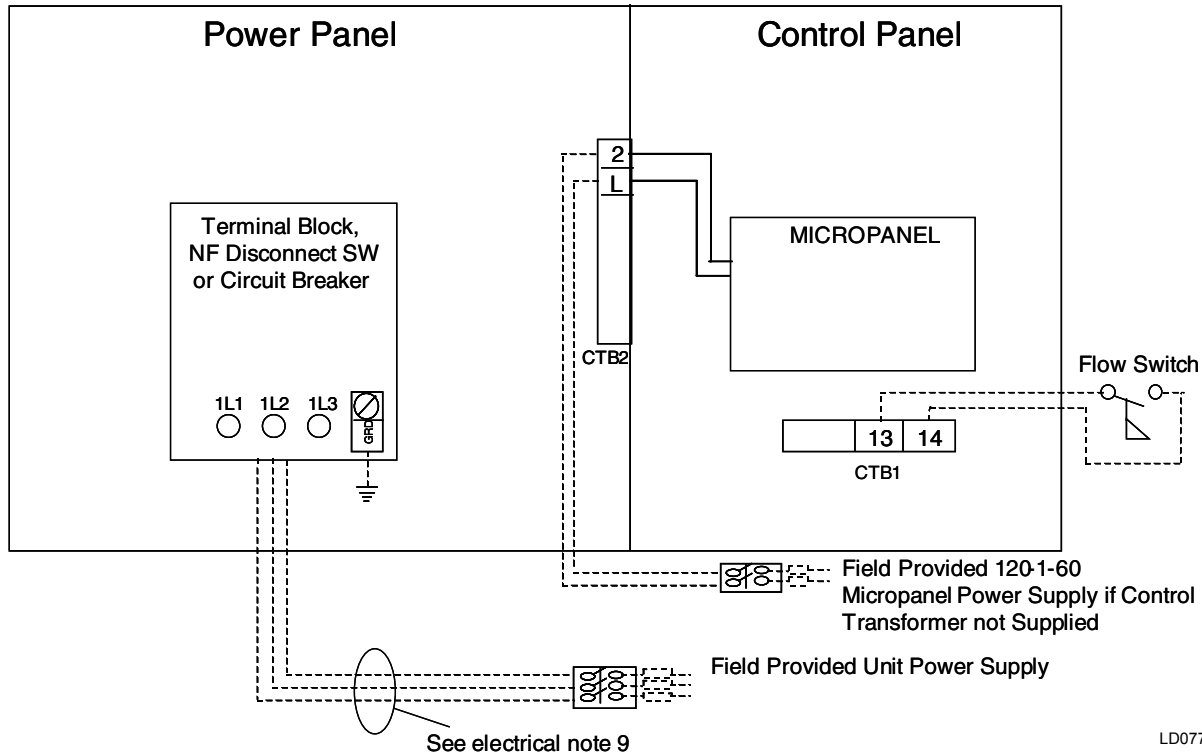 Power Panel
Control Panel
2
L
Terminal Block,
NF Disconnect SW
or Circuit Breaker
MICROPANEL
CTB2
Flow Switch
1L1 1L2 1L3
GRD
13 14
CTB1
Field Provided 120-1-60
Micropanel Power Supply if Control
Transformer not Supplied
Field Provided Unit Power Supply
See electrical note 9